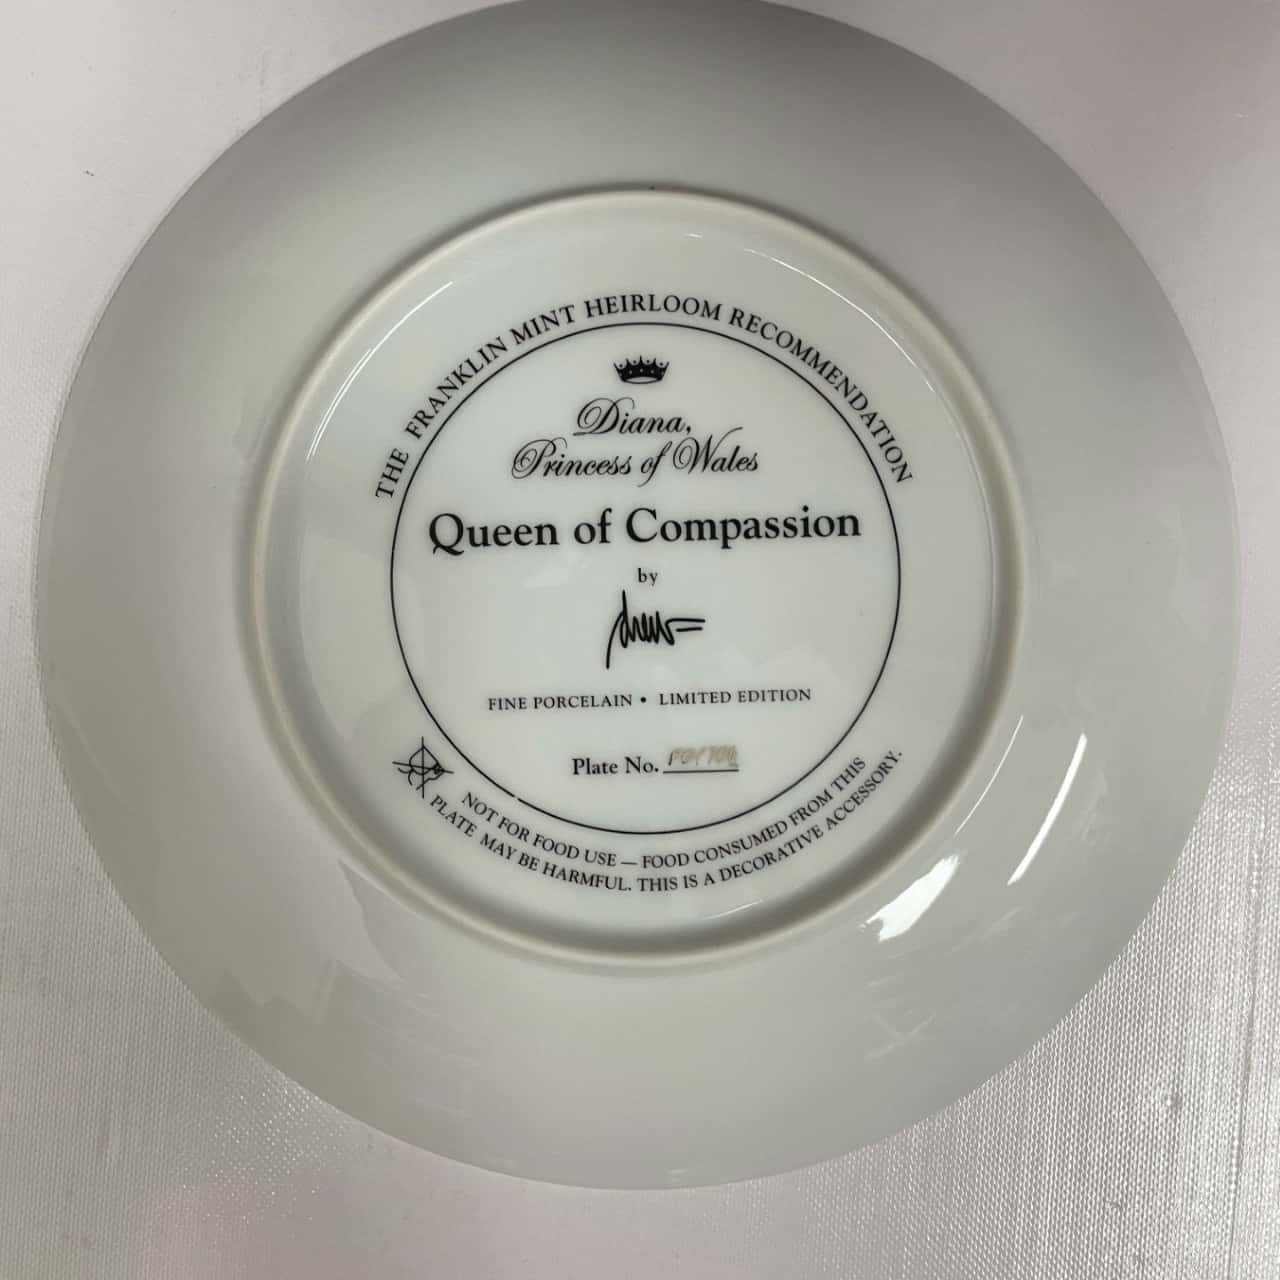 THE FRANKLIN MINT HEIRLOOM RECOMMENDATION
Diana,
Princess of Wales
Queen of Compassion
by
FINE PORCELAIN • LIMITED EDITION
Plate No.
NOT FOR FOOD USE — FOOD CONSUMED FROM THIS
PLATE MAY BE HARMFUL. THIS IS A DECORATIVE ACCESSORY.